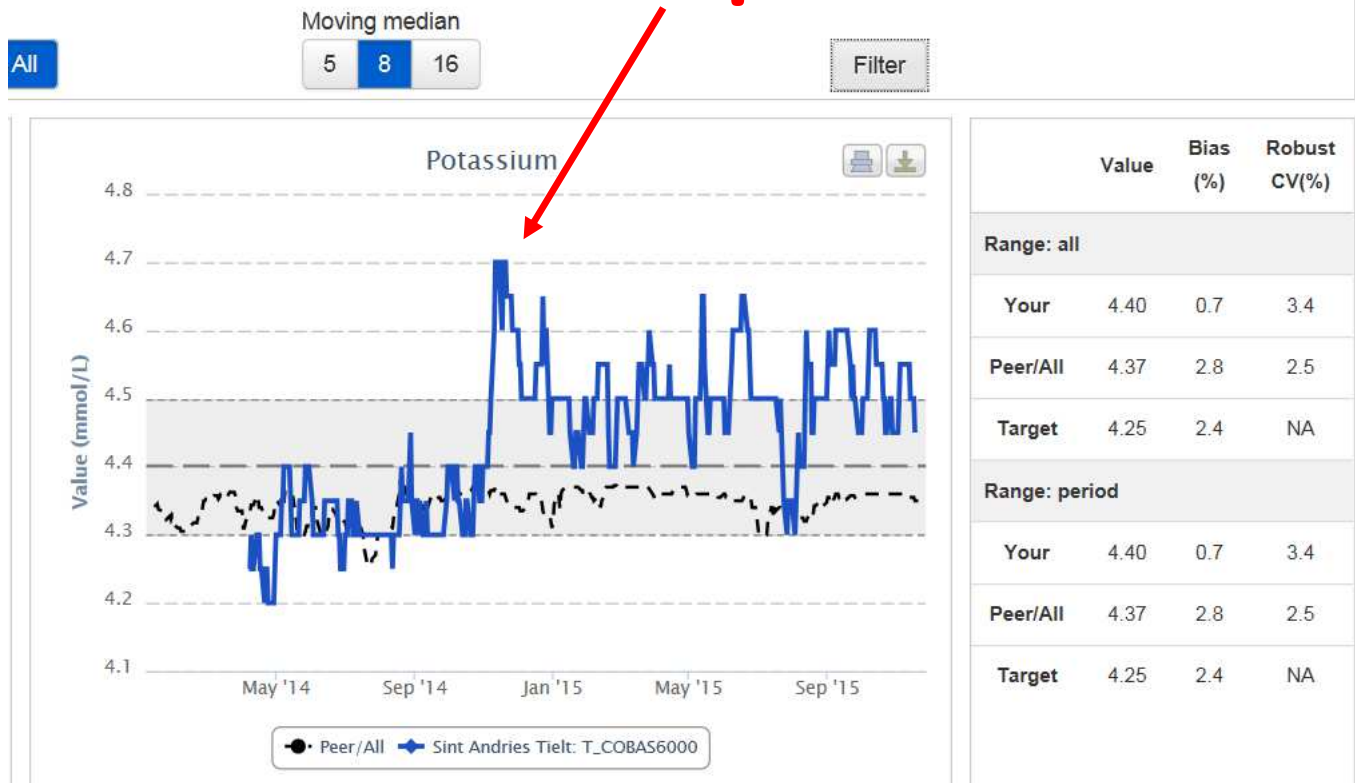 Moving median
All
5 8 16
Filter
Potassium
4.8
4.7
4.6
4.5
4.4
4.3
4.2
4.1
Value (mmol/L)
May '14 Sep '14 Jan '15 May '15 Sep '15
Peer/All Sint Andries Tielt: T_COBAS6000
Value Bias (%) Robust CV(%)
Range: all
Your 4.40 0.7 3.4
Peer/All 4.37 2.8 2.5
Target 4.25 2.4 NA
Range: period
Your 4.40 0.7 3.4
Peer/All 4.37 2.8 2.5
Target 4.25 2.4 NA